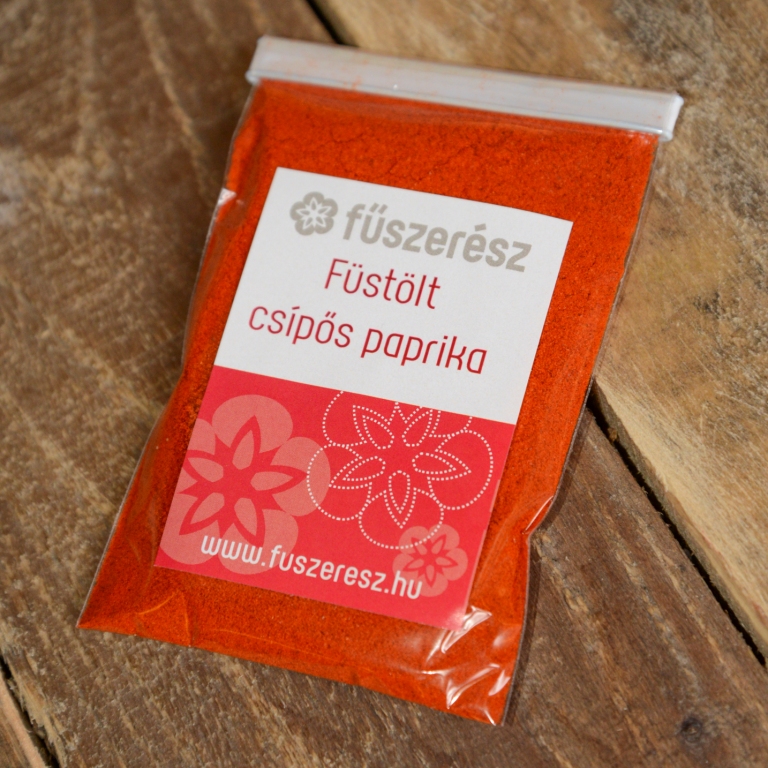 fűszerész
Füstölt
csípős paprika
www.fuszeresz.hu